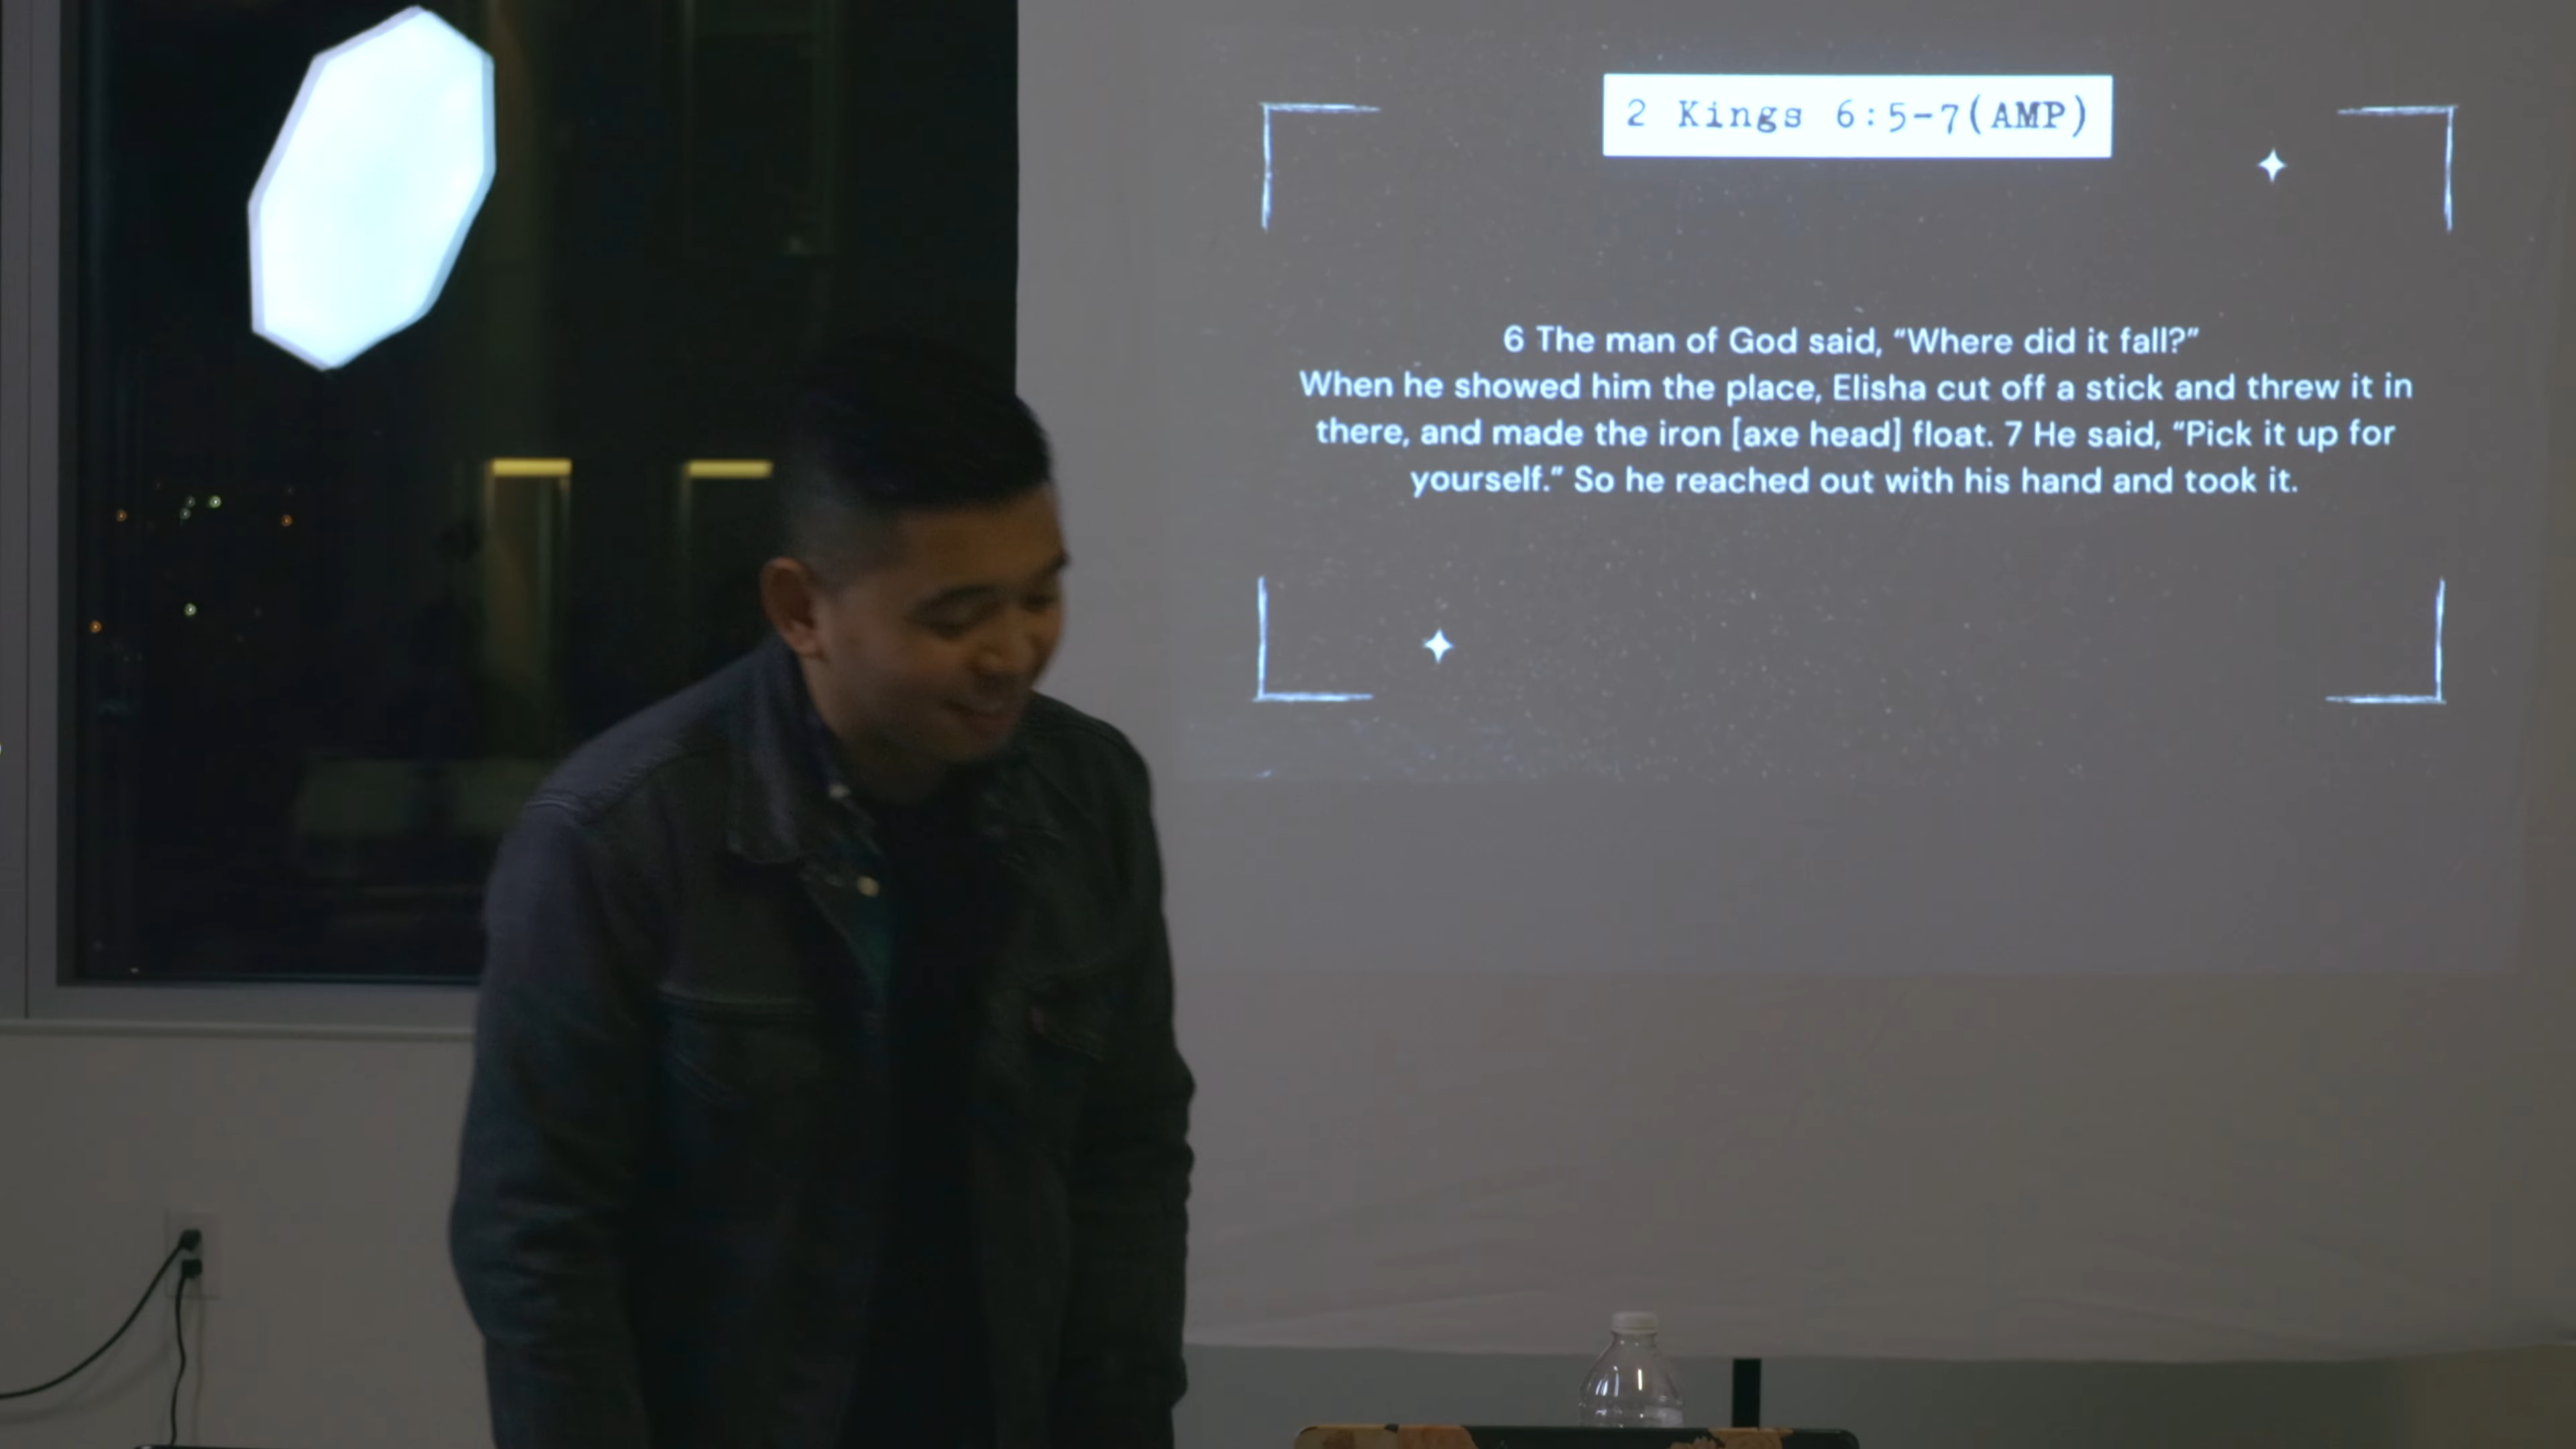 2 Kings 6:5-7(AMP)
6 The man of God said, “Where did it fall?”
When he showed him the place, Elisha cut off a stick and threw it in
there, and made the iron [axe head] float. 7 He said, “Pick it up for
yourself.” So he reached out with his hand and took it.